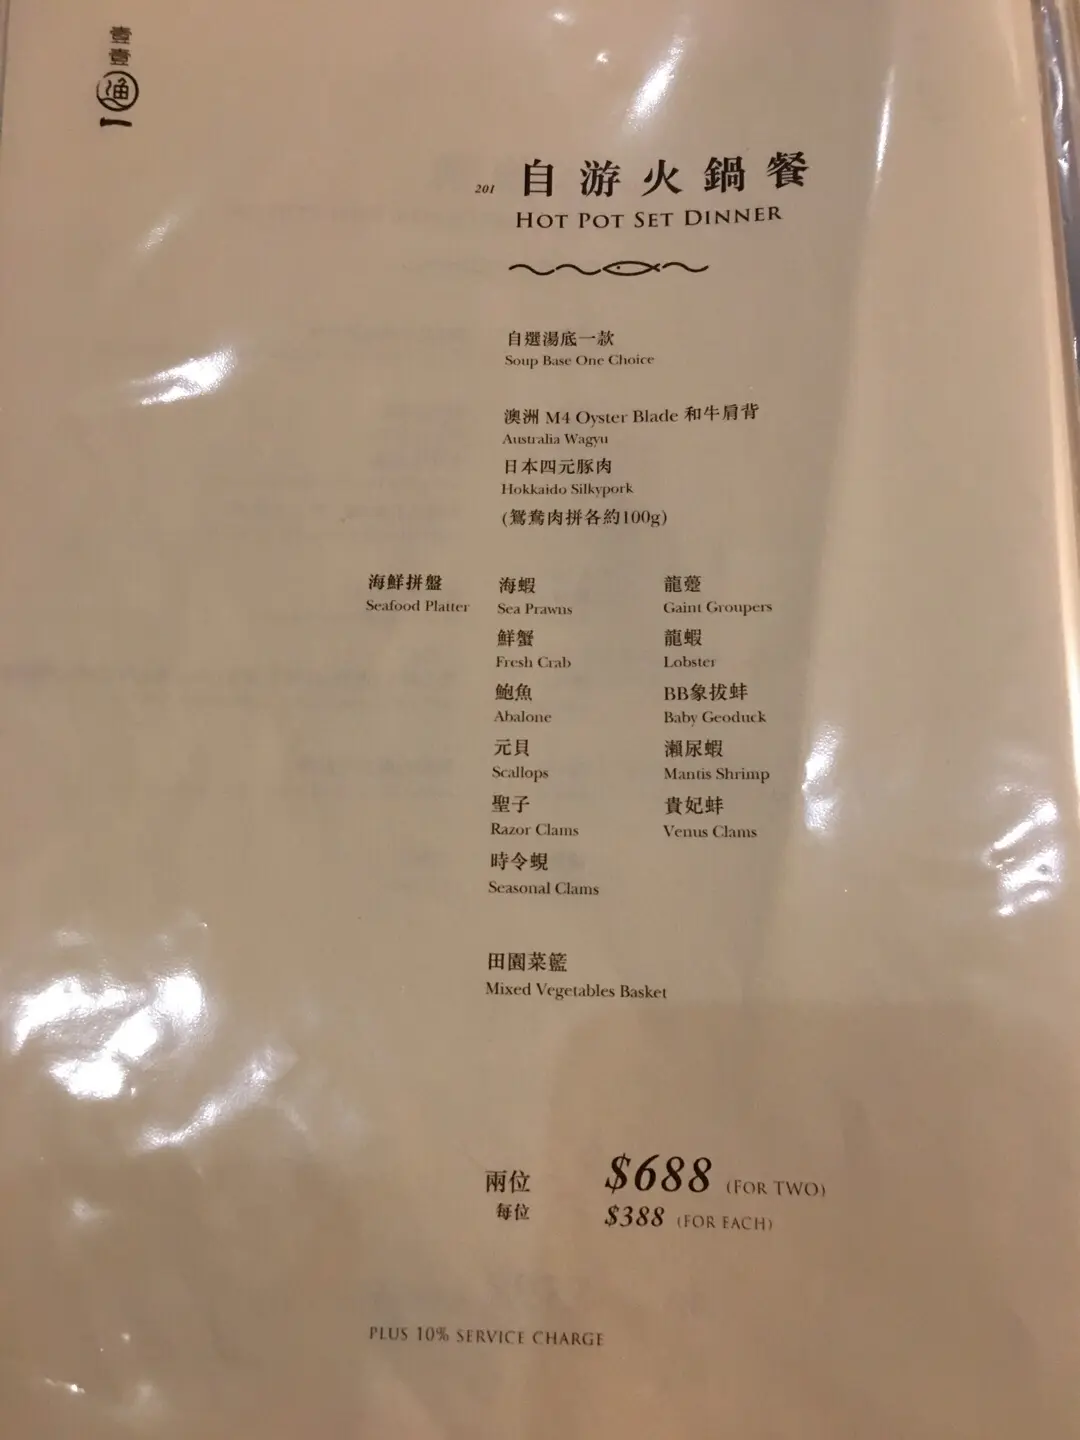 壹
壹
漁
一
201 自游火鍋餐
HOT POT SET DINNER
自選湯底一款
Soup Base One Choice
澳洲 M4 Oyster Blade 和牛肩背
Australia Wagyu
日本四元豚肉
Hokkaido Silkypork
(鴛鴦肉拼各約100g)
海鮮拼盤
Seafood Platter
海蝦
Sea Prawns
龍躉
Gaint Groupers
鮮蟹
Fresh Crab
龍蝦
Lobster
鮑魚
Abalone
BB象拔蚌
Baby Geoduck
元貝
Scallops
瀨尿蝦
Mantis Shrimp
聖子
Razor Clams
貴妃蚌
Venus Clams
時令蜆
Seasonal Clams
田園菜籃
Mixed Vegetables Basket
兩位 $688 (FOR TWO)
每位 $388 (FOR EACH)
PLUS 10% SERVICE CHARGE